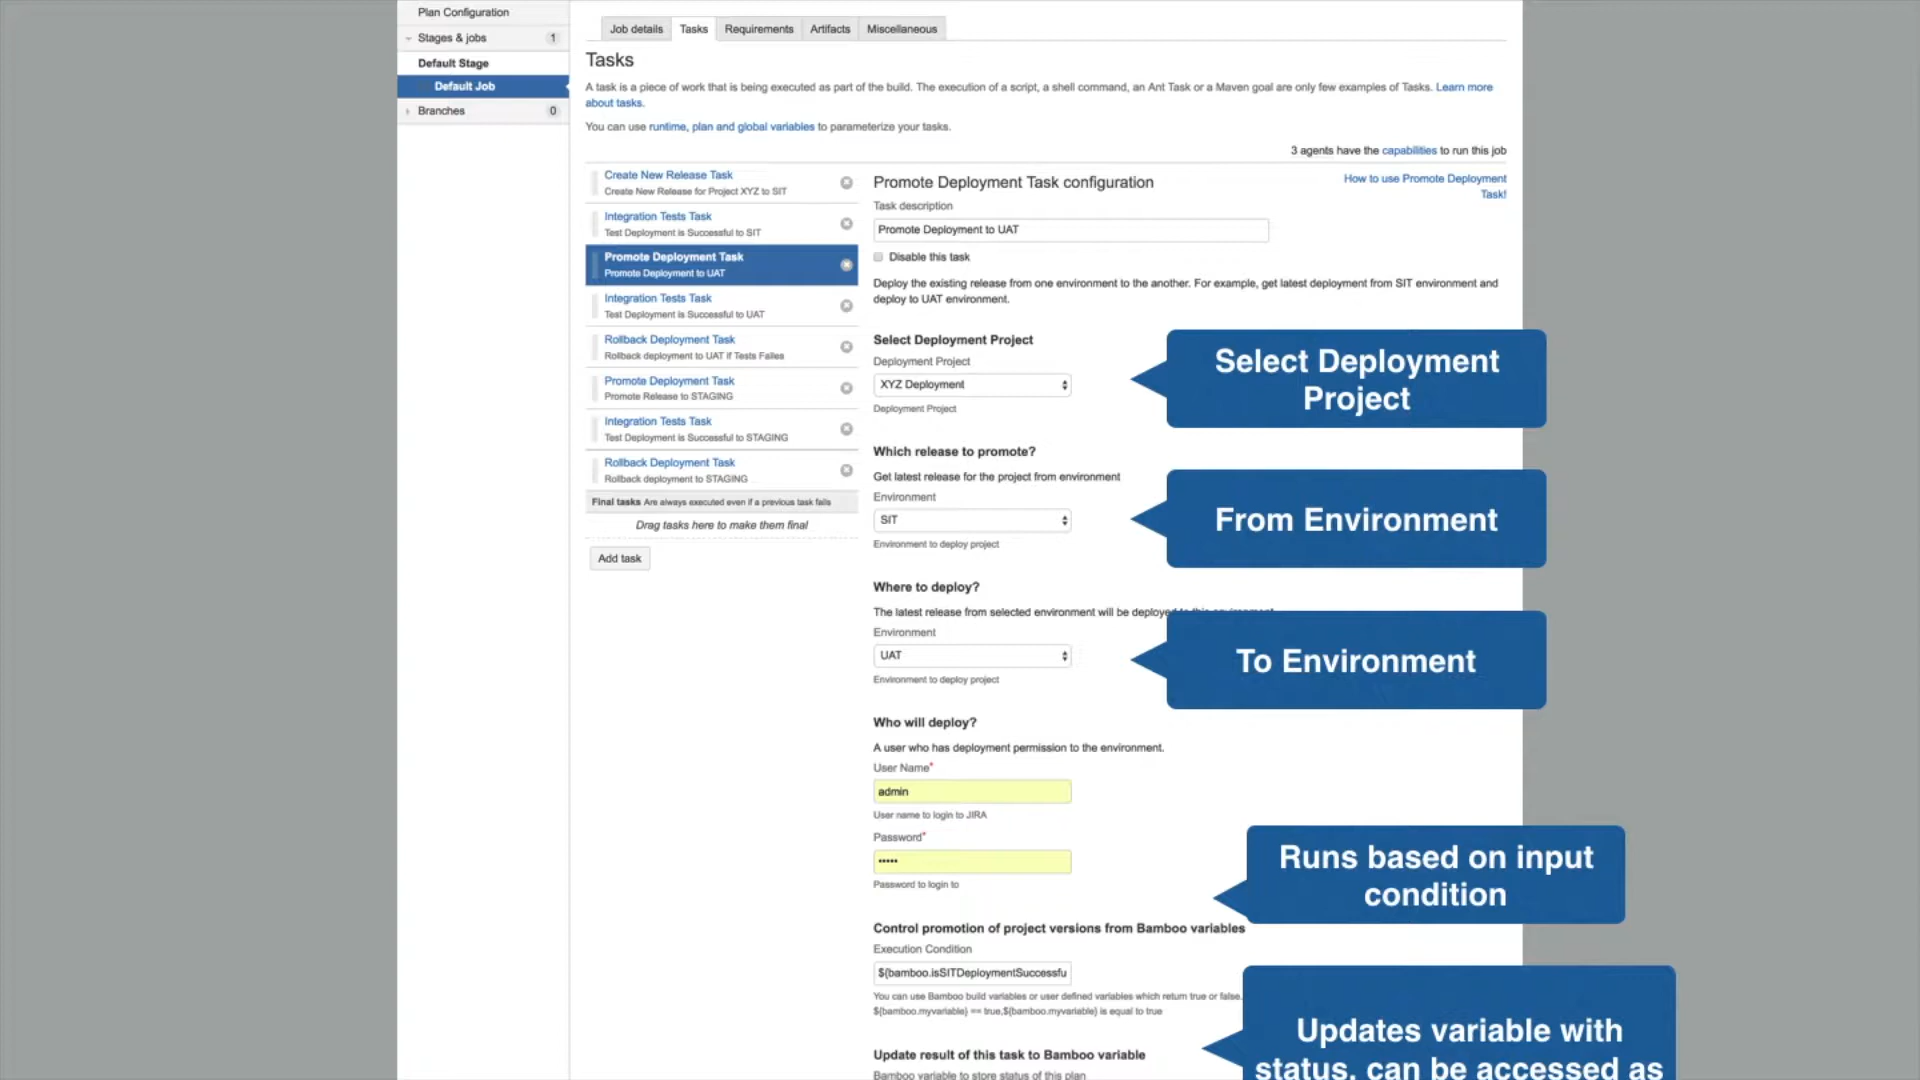 Plan Configuration
Stages & jobs 1
Default Stage
Default Job
Branches 0
Job details Tasks Requirements Artifacts Miscellaneous
Tasks
A task is a piece of work that is being executed as part of the build. The execution of a script, a shell command, an Ant Task or a Maven goal are only few examples of Tasks. Learn more
about tasks.
You can use runtime, plan and global variables to parameterize your tasks.
3 agents have the capabilities to run this job
Create New Release Task
Create New Release for Project XYZ to SIT
Integration Tests Task
Test Deployment is Successful to SIT
Promote Deployment Task
Promote Deployment to UAT
Integration Tests Task
Test Deployment is Successful to UAT
Rollback Deployment Task
Rollback deployment to UAT if Tests Failes
Promote Deployment Task
Promote Release to STAGING
Integration Tests Task
Test Deployment is Successful to STAGING
Rollback Deployment Task
Rollback deployment to STAGING
Final tasks Are always executed even if a previous task fails
Drag tasks here to make them final
Add task
Promote Deployment Task configuration
How to use Promote Deployment
Task!
Task description
Promote Deployment to UAT
Disable this task
Deploy the existing release from one environment to the another. For example, get latest deployment from SIT environment and
deploy to UAT environment.
Select Deployment Project
Deployment Project
XYZ Deployment
Deployment Project
Select Deployment
Project
Which release to promote?
Get latest release for the project from environment
Environment
SIT
Environment to deploy project
From Environment
Where to deploy?
The latest release from selected environment will be deployed to this environment
Environment
UAT
Environment to deploy project
To Environment
Who will deploy?
A user who has deployment permission to the environment.
User Name*
admin
User name to login to JIRA
Password*
•••••
Password to login to
Runs based on input
condition
Control promotion of project versions from Bamboo variables
Execution Condition
${bamboo.isSITDeploymentSuccessfu
You can use Bamboo build variables or user defined variables which return true or false.
${bamboo.myvariable} == true,${bamboo.myvariable} is equal to true
Update result of this task to Bamboo variable
Bamboo variable to store status of this plan
Updates variable with
status, can be accessed as